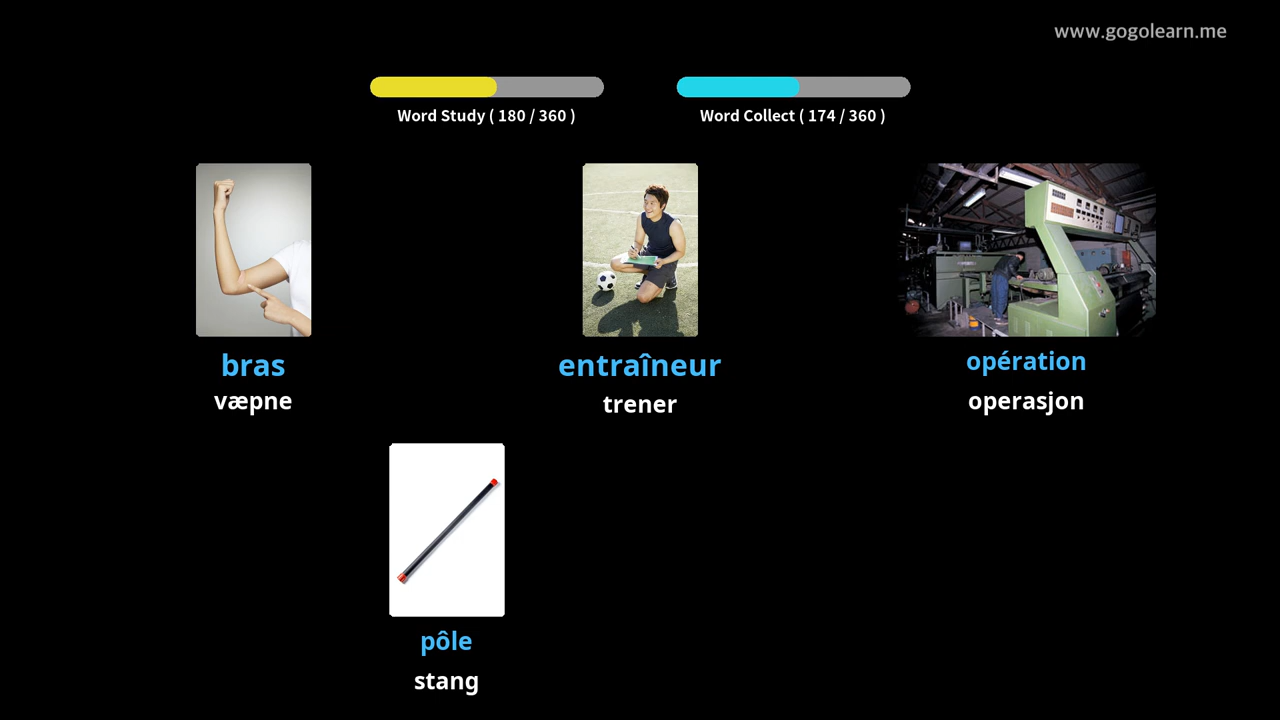 www.gogolearn.me
Word Study ( 180 / 360 )
Word Collect ( 174 / 360 )
bras
væpne
entraîneur
trener
opération
operasjon
pôle
stang